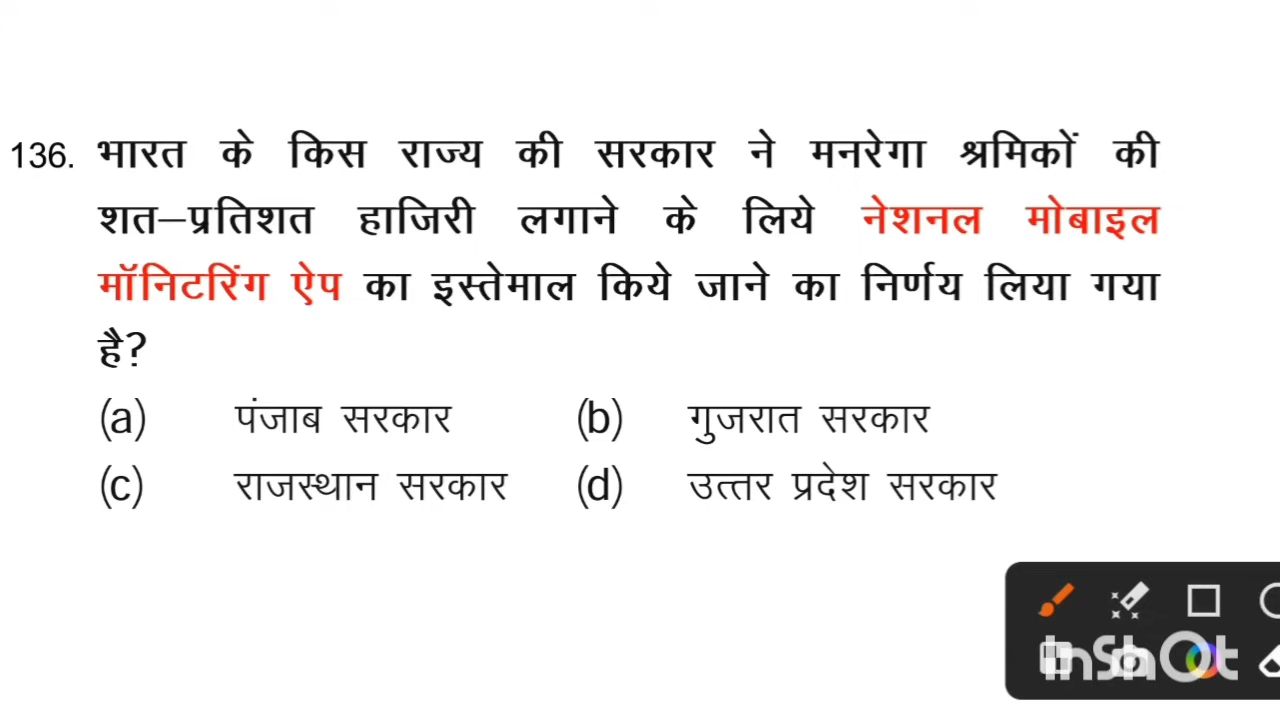 136. भारत के किस राज्य की सरकार ने मनरेगा श्रमिकों की
शत–प्रतिशत हाजिरी लगाने के लिये नेशनल मोबाइल
मॉनिटरिंग ऐप का इस्तेमाल किये जाने का निर्णय लिया गया
है?
(a) पंजाब सरकार (b) गुजरात सरकार
(c) राजस्थान सरकार (d) उत्तर प्रदेश सरकार
InShOt